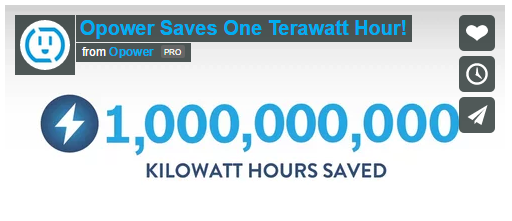 Opower Saves One Terawatt Hour!
from Opower PRO
1,000,000,000
KILOWATT HOURS SAVED